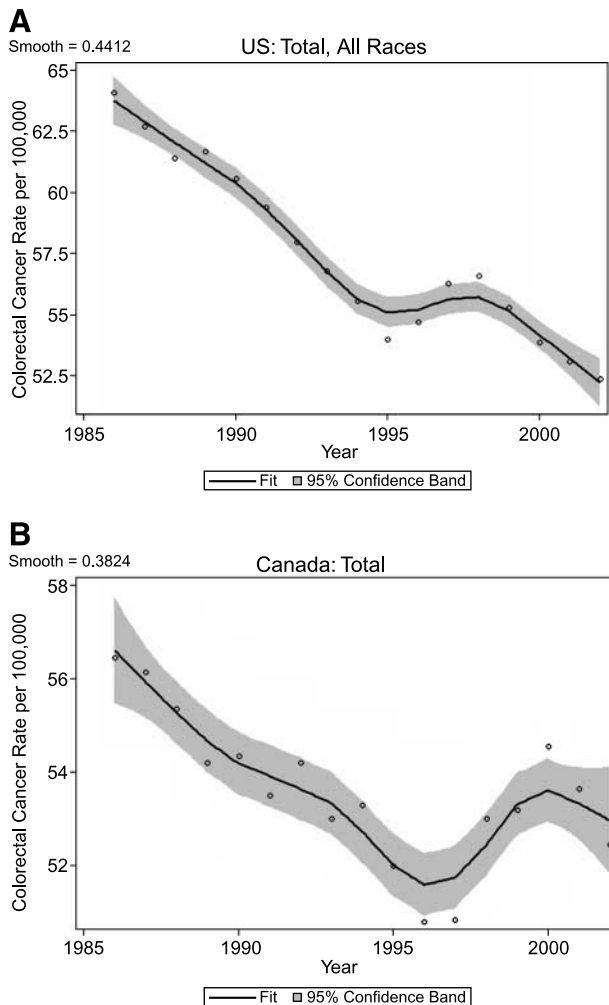 A
Smooth = 0.4412
US: Total, All Races
Colorectal Cancer Rate per 100,000
65
62.5
60
57.5
55
52.5
1985 1990 1995 2000
Year
Fit 95% Confidence Band
B
Smooth = 0.3824
Canada: Total
Colorectal Cancer Rate per 100,000
58
56
54
52
1985 1990 1995 2000
Year
Fit 95% Confidence Band